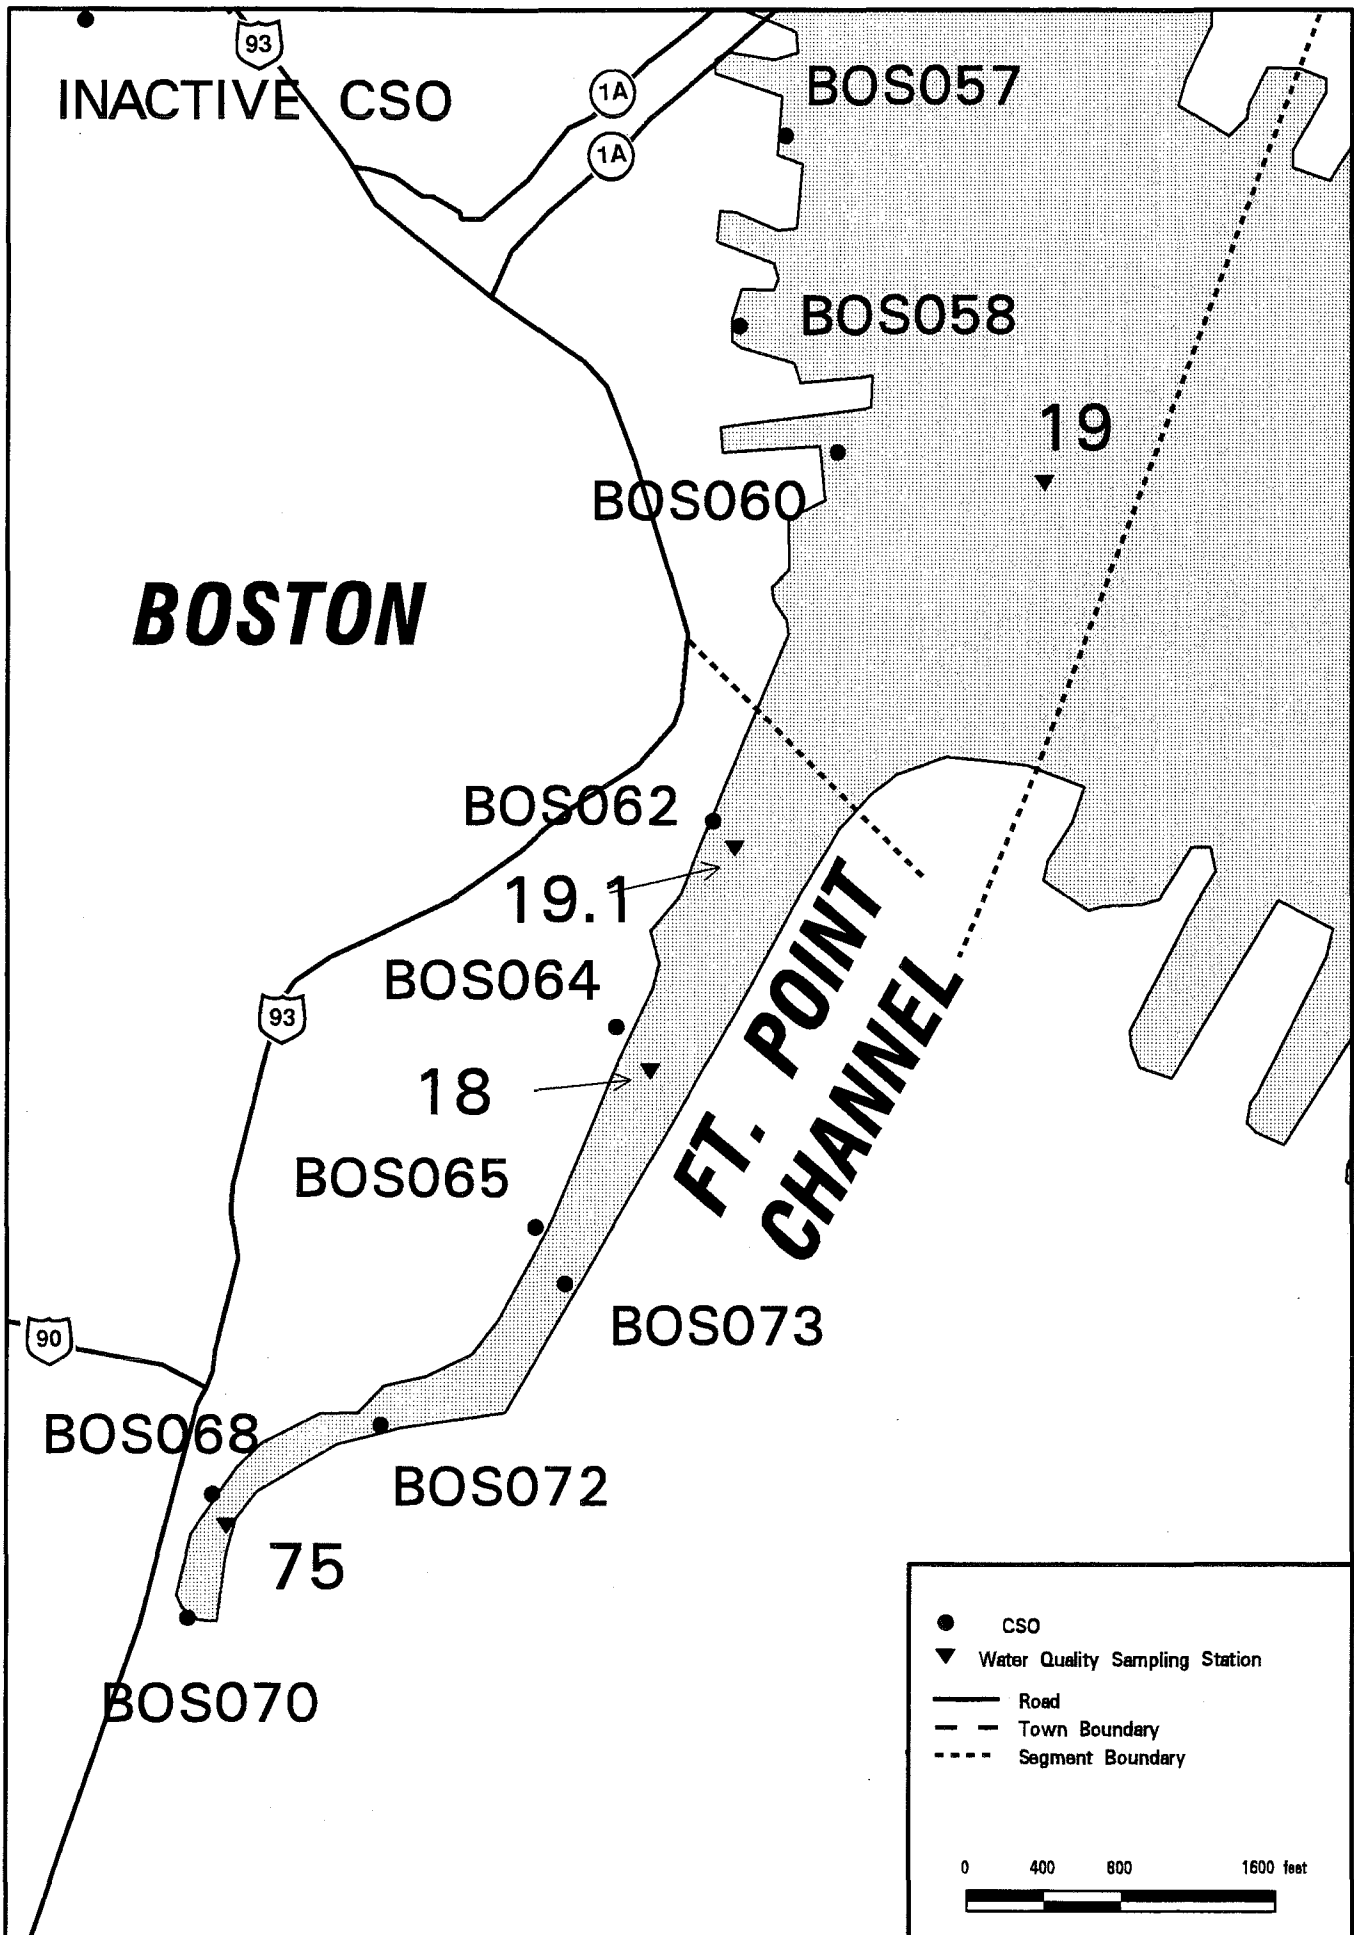 93
INACTIVE CSO
1A
1A
BOS057
BOS058
19
BOS060
BOSTON
BOS062
19.1
BOS064
93
18
FT. POINT
CHANNEL
BOS065
BOS073
90
BOS068
BOS072
75
BOS070
CSO
Water Quality Sampling Station
Road
Town Boundary
Segment Boundary
0 400 800 1600 feet